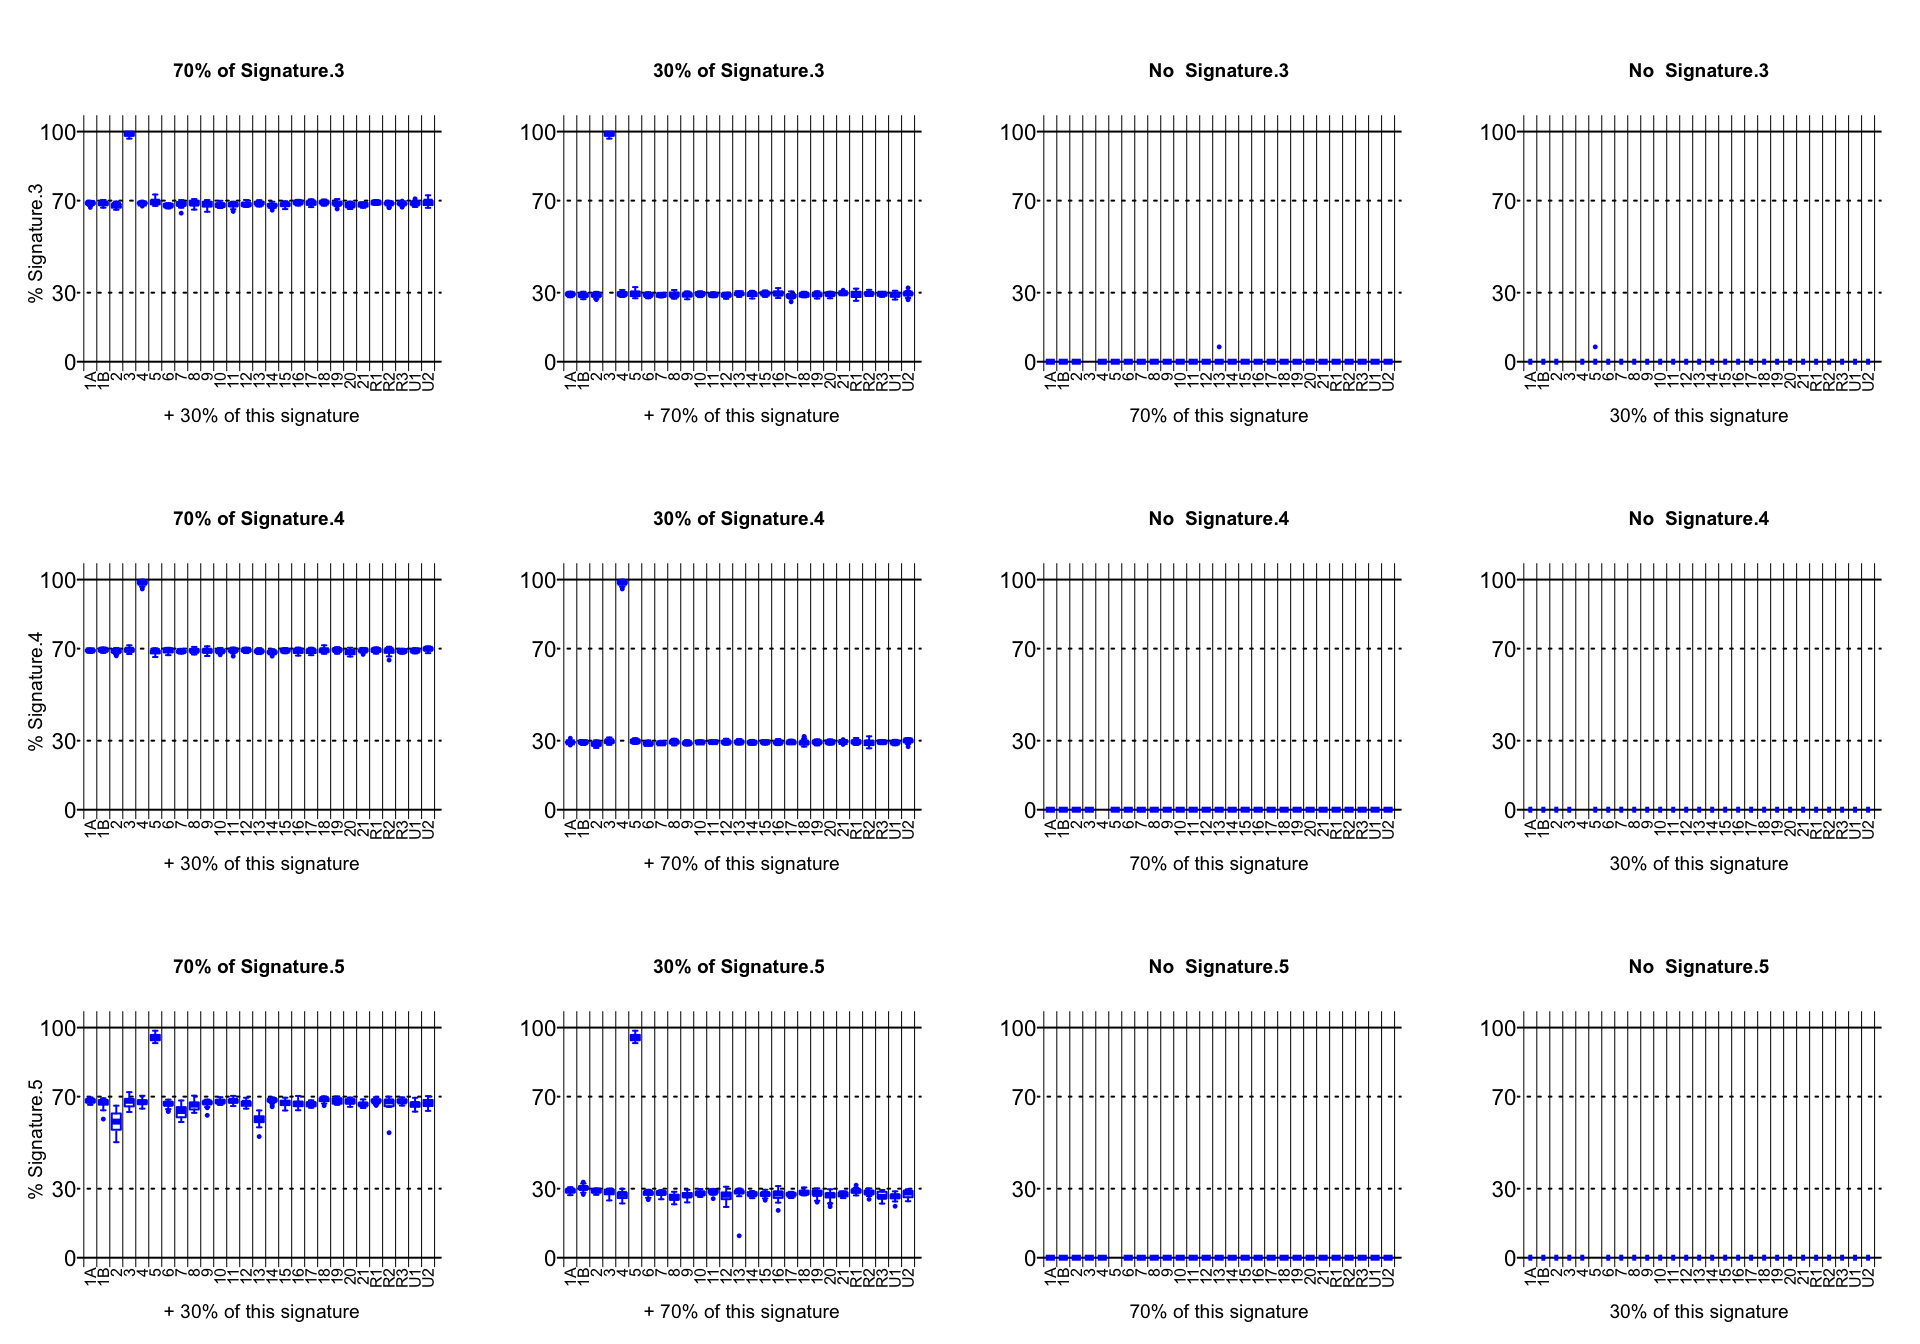 70% of Signature.3
30% of Signature.3
No Signature.3
No Signature.3
% Signature.3
100
70
30
0
1A 1B 2 3 4 5 6 7 8 9 10 11 12 13 14 15 16 17 18 19 20 21 R1 R2 R3 U1 U2
+ 30% of this signature
100
70
30
0
1A 1B 2 3 4 5 6 7 8 9 10 11 12 13 14 15 16 17 18 19 20 21 R1 R2 R3 U1 U2
+ 70% of this signature
100
70
30
0
1A 1B 2 3 4 5 6 7 8 9 10 11 12 13 14 15 16 17 18 19 20 21 R1 R2 R3 U1 U2
70% of this signature
100
70
30
0
1A 1B 2 3 4 5 6 7 8 9 10 11 12 13 14 15 16 17 18 19 20 21 R1 R2 R3 U1 U2
30% of this signature
70% of Signature.4
30% of Signature.4
No Signature.4
No Signature.4
% Signature.4
100
70
30
0
1A 1B 2 3 4 5 6 7 8 9 10 11 12 13 14 15 16 17 18 19 20 21 R1 R2 R3 U1 U2
+ 30% of this signature
100
70
30
0
1A 1B 2 3 4 5 6 7 8 9 10 11 12 13 14 15 16 17 18 19 20 21 R1 R2 R3 U1 U2
+ 70% of this signature
100
70
30
0
1A 1B 2 3 4 5 6 7 8 9 10 11 12 13 14 15 16 17 18 19 20 21 R1 R2 R3 U1 U2
70% of this signature
100
70
30
0
1A 1B 2 3 4 5 6 7 8 9 10 11 12 13 14 15 16 17 18 19 20 21 R1 R2 R3 U1 U2
30% of this signature
70% of Signature.5
30% of Signature.5
No Signature.5
No Signature.5
% Signature.5
100
70
30
0
1A 1B 2 3 4 5 6 7 8 9 10 11 12 13 14 15 16 17 18 19 20 21 R1 R2 R3 U1 U2
+ 30% of this signature
100
70
30
0
1A 1B 2 3 4 5 6 7 8 9 10 11 12 13 14 15 16 17 18 19 20 21 R1 R2 R3 U1 U2
+ 70% of this signature
100
70
30
0
1A 1B 2 3 4 5 6 7 8 9 10 11 12 13 14 15 16 17 18 19 20 21 R1 R2 R3 U1 U2
70% of this signature
100
70
30
0
1A 1B 2 3 4 5 6 7 8 9 10 11 12 13 14 15 16 17 18 19 20 21 R1 R2 R3 U1 U2
30% of this signature